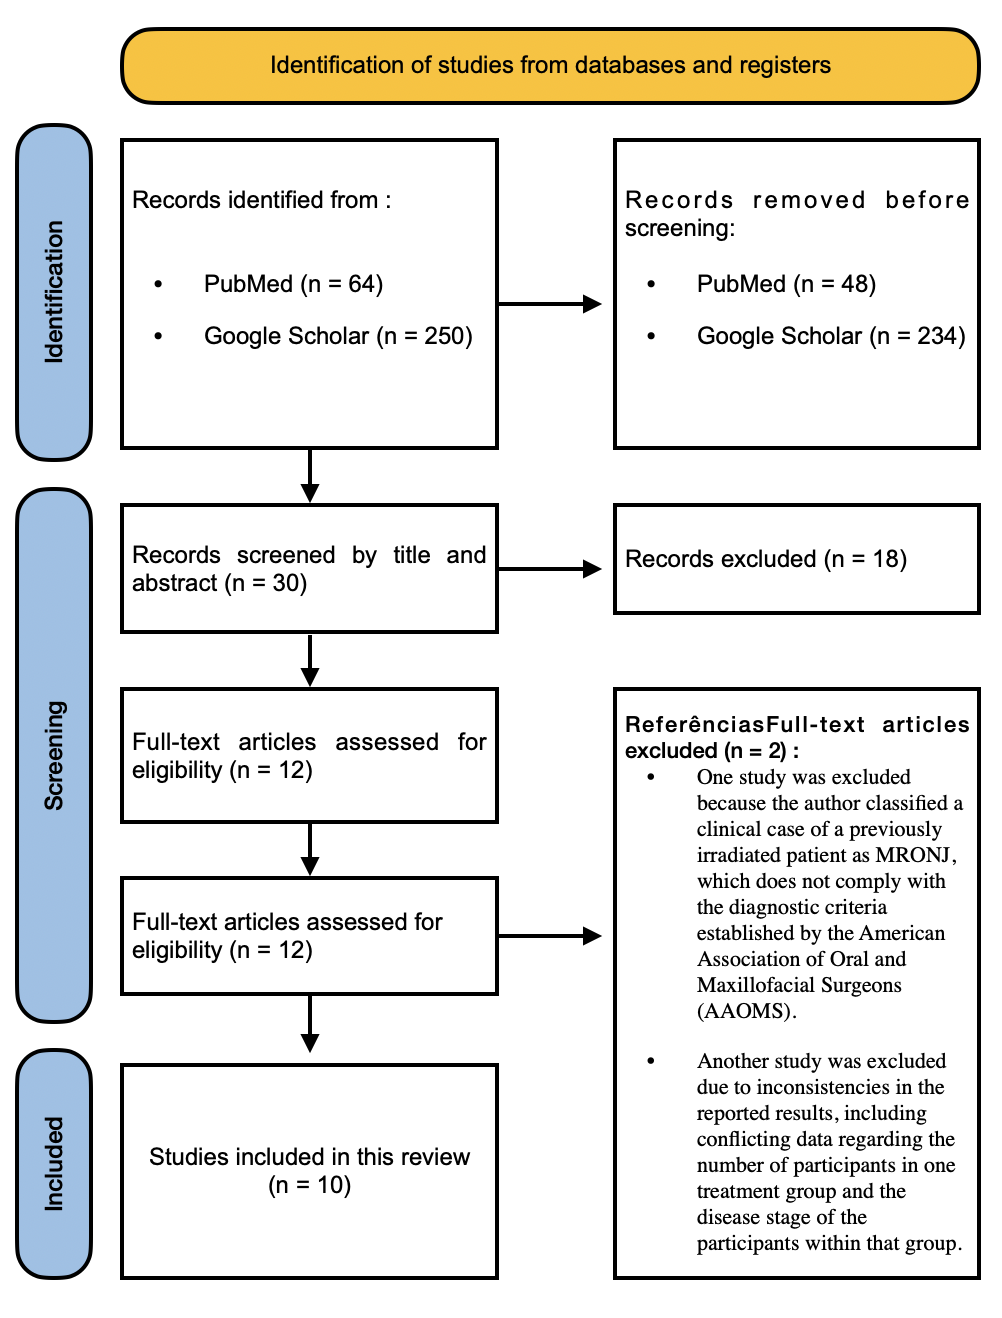 Identification of studies from databases and registers
Identification
Records identified from :
• PubMed (n = 64)
• Google Scholar (n = 250)
Records removed before
screening:
• PubMed (n = 48)
• Google Scholar (n = 234)
Screening
Records screened by title and
abstract (n = 30)
Records excluded (n = 18)
Full-text articles assessed for
eligibility (n = 12)
Full-text articles assessed for
eligibility (n = 12)
ReferênciasFull-text articles
excluded (n = 2) :
• One study was excluded
because the author classified a
clinical case of a previously
irradiated patient as MRONJ,
which does not comply with
the diagnostic criteria
established by the American
Association of Oral and
Maxillofacial Surgeons
(AAOMS).
• Another study was excluded
due to inconsistencies in the
reported results, including
conflicting data regarding the
number of participants in one
treatment group and the
disease stage of the
participants within that group.
Included
Studies included in this review
(n = 10)